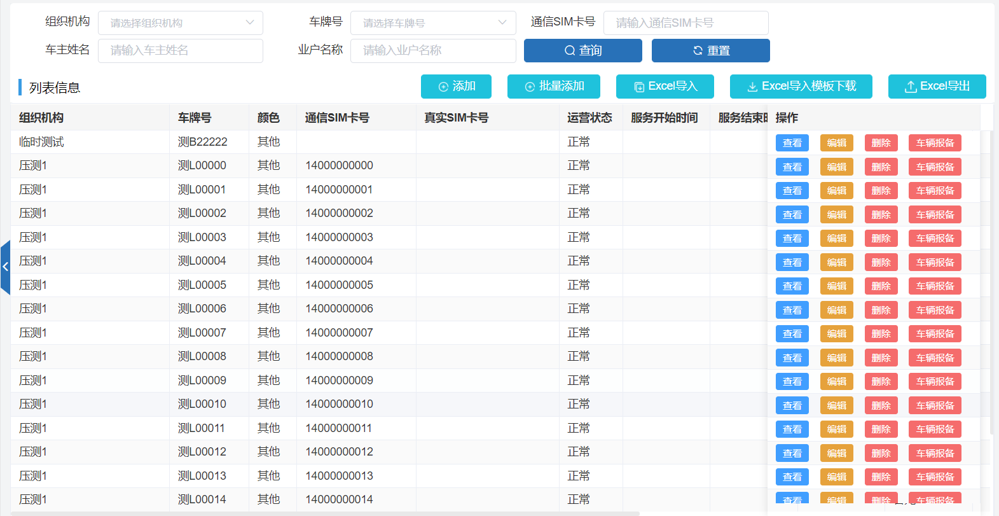 组织机构 请选择组织机构 车牌号 请选择车牌号 通信SIM卡号 请输入通信SIM卡号
车主姓名 请输入车主姓名 业户名称 请输入业户名称 查询 重置
列表信息 添加 批量添加 Excel导入 Excel导入模板下载 Excel导出
组织机构 车牌号 颜色 通信SIM卡号 真实SIM卡号 运营状态 服务开始时间 服务结束时 操作
临时测试 测B22222 其他 正常 查看 编辑 删除 车辆报备
压测1 测L00000 其他 14000000000 正常 查看 编辑 删除 车辆报备
压测1 测L00001 其他 14000000001 正常 查看 编辑 删除 车辆报备
压测1 测L00002 其他 14000000002 正常 查看 编辑 删除 车辆报备
压测1 测L00003 其他 14000000003 正常 查看 编辑 删除 车辆报备
压测1 测L00004 其他 14000000004 正常 查看 编辑 删除 车辆报备
压测1 测L00005 其他 14000000005 正常 查看 编辑 删除 车辆报备
压测1 测L00006 其他 14000000006 正常 查看 编辑 删除 车辆报备
压测1 测L00007 其他 14000000007 正常 查看 编辑 删除 车辆报备
压测1 测L00008 其他 14000000008 正常 查看 编辑 删除 车辆报备
压测1 测L00009 其他 14000000009 正常 查看 编辑 删除 车辆报备
压测1 测L00010 其他 14000000010 正常 查看 编辑 删除 车辆报备
压测1 测L00011 其他 14000000011 正常 查看 编辑 删除 车辆报备
压测1 测L00012 其他 14000000012 正常 查看 编辑 删除 车辆报备
压测1 测L00013 其他 14000000013 正常 查看 编辑 删除 车辆报备
压测1 测L00014 其他 14000000014 正常 查看 编辑 删除 车辆报备